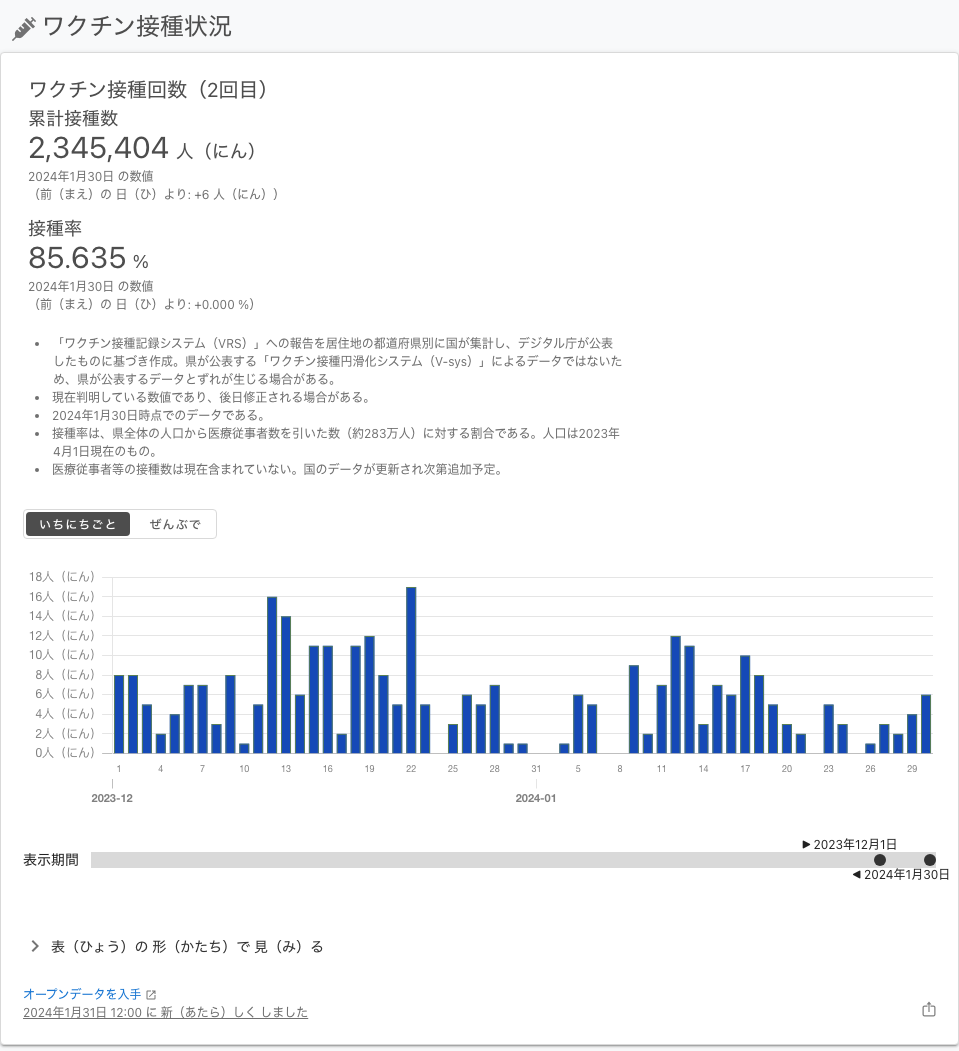 ワクチン接種状況
ワクチン接種回数（2回目）
累計接種数
2,345,404 人（にん）
2024年1月30日 の数値
（前（まえ）の 日（ひ）より: +6 人（にん））
接種率
85.635 %
2024年1月30日 の数値
（前（まえ）の 日（ひ）より: +0.000 %）
• 「ワクチン接種記録システム（VRS）」への報告を居住地の都道府県別に国が集計し、デジタル庁が公表
したものに基づき作成。県が公表する「ワクチン接種円滑化システム（V-sys）」によるデータではないた
め、県が公表するデータとずれが生じる場合がある。
• 現在判明している数値であり、後日修正される場合がある。
• 2024年1月30日時点でのデータである。
• 接種率は、県全体の人口から医療従事者数を引いた数（約283万人）に対する割合である。人口は2023年
4月1日現在のもの。
• 医療従事者等の接種数は現在含まれていない。国のデータが更新され次第追加予定。
いちにちごと ぜんぶで
18人（にん）
16人（にん）
14人（にん）
12人（にん）
10人（にん）
8人（にん）
6人（にん）
4人（にん）
2人（にん）
0人（にん）
1 4 7 10 13 16 19 22 25 28 31 5 8 11 14 17 20 23 26 29
2023-12 2024-01
2023年12月1日
表示期間
2024年1月30日
表（ひょう）の 形（かたち）で 見（み）る
オープンデータを入手
2024年1月31日 12:00 に 新（あたら）しく しました